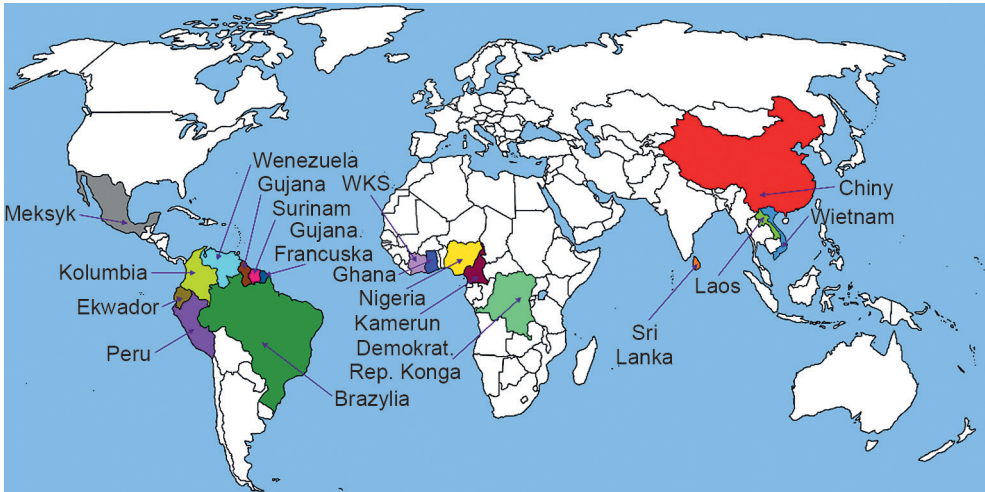 Meksyk
Wenezuela
Gujana
Surinam
Gujana.
Francuska
Kolumbia
Ekwador
Peru
Brazylia
WKS.
Ghana
Nigeria
Kamerun
Demokrat.
Rep. Konga
Chiny
Wietnam
Laos
Sri
Lanka